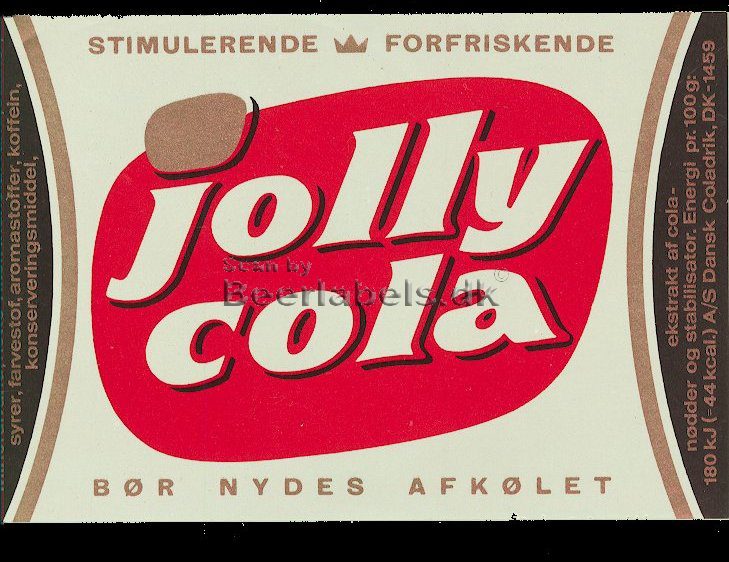 STIMULERENDE FORFRISKENDE
jolly
cola
Scan by
Beerlabels.dk
©
BØR NYDES AFKØLET
syrer, farvestof, aromastoffer, koffein,
konserveringsmiddel,
ekstrakt af cola-
nødder og stabilisator. Energi pr. 100 g:
180 kJ (~44 kcal.) A/S Dansk Coladrik, DK-1459